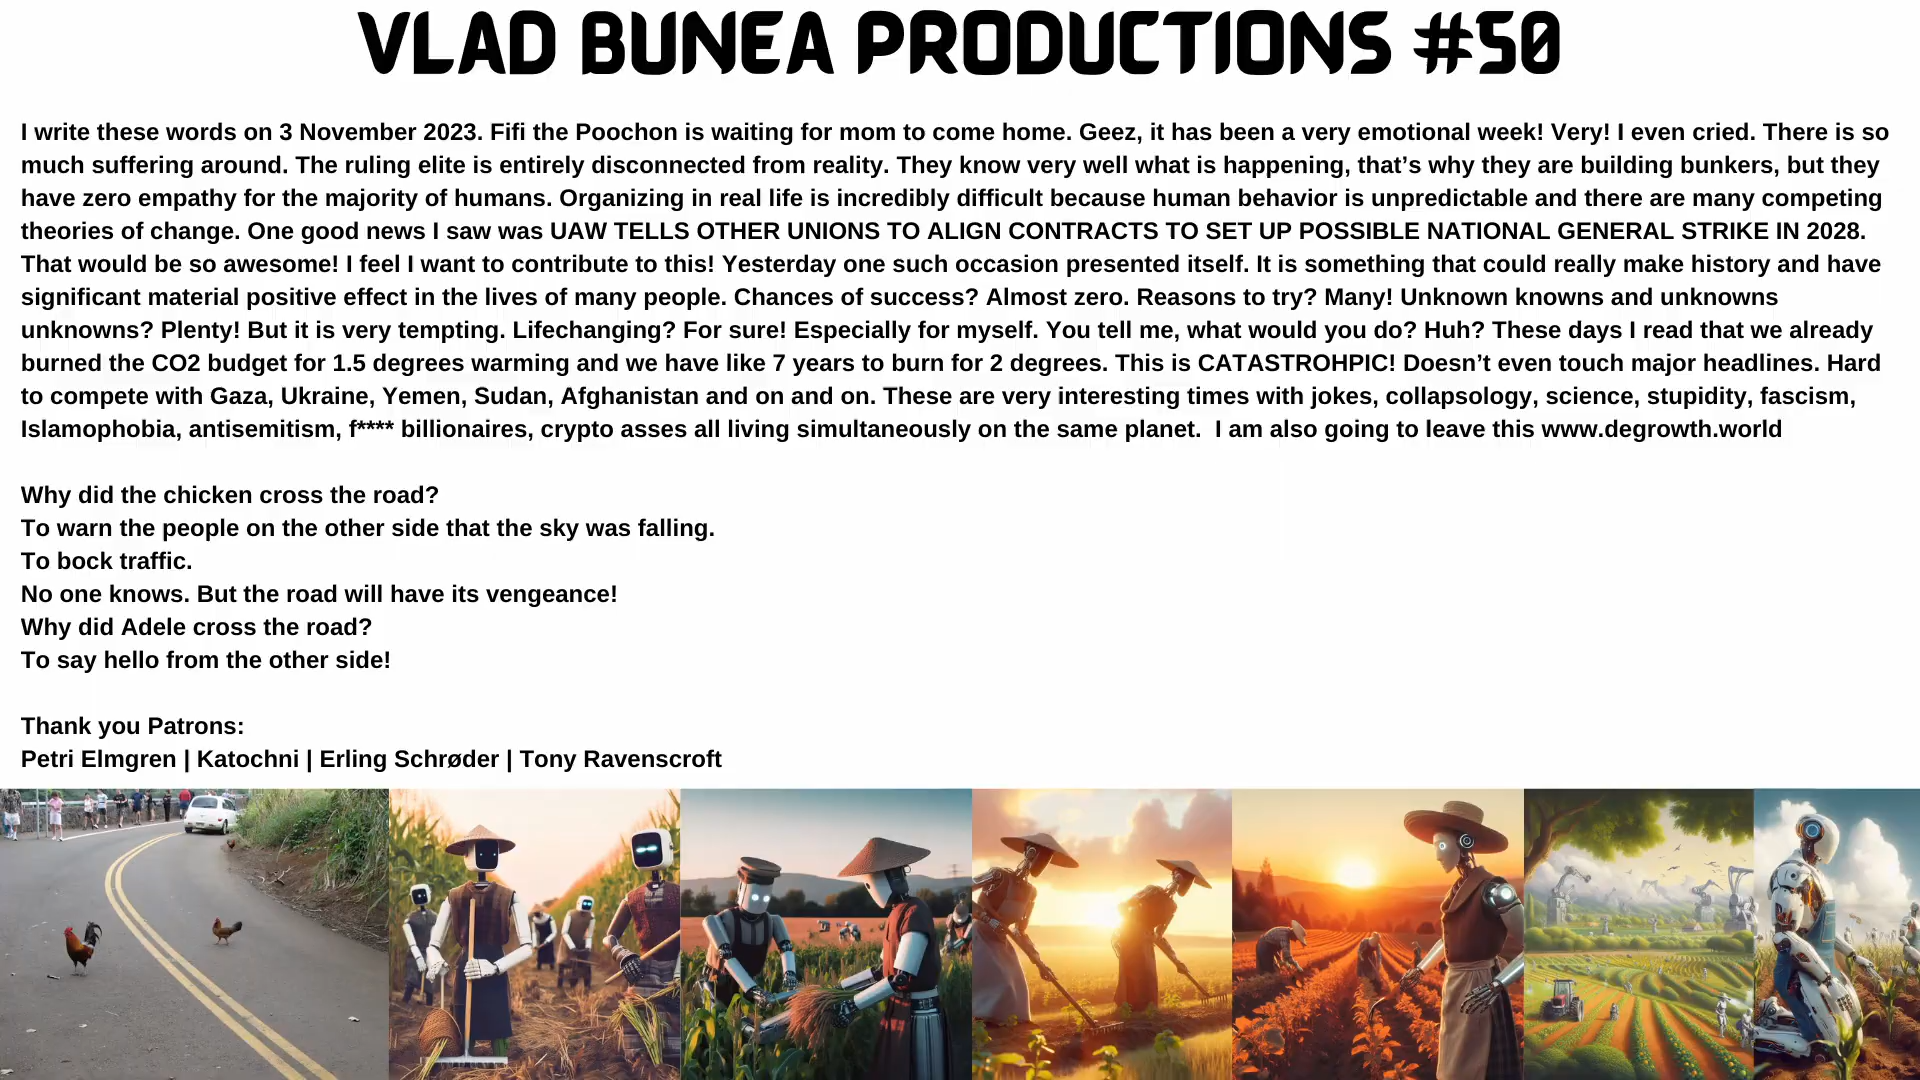 VLAD BUNEA PRODUCTIONS #50
I write these words on 3 November 2023. Fifi the Poochon is waiting for mom to come home. Geez, it has been a very emotional week! Very! I even cried. There is so
much suffering around. The ruling elite is entirely disconnected from reality. They know very well what is happening, that’s why they are building bunkers, but they
have zero empathy for the majority of humans. Organizing in real life is incredibly difficult because human behavior is unpredictable and there are many competing
theories of change. One good news I saw was UAW TELLS OTHER UNIONS TO ALIGN CONTRACTS TO SET UP POSSIBLE NATIONAL GENERAL STRIKE IN 2028.
That would be so awesome! I feel I want to contribute to this! Yesterday one such occasion presented itself. It is something that could really make history and have
significant material positive effect in the lives of many people. Chances of success? Almost zero. Reasons to try? Many! Unknown knowns and unknowns
unknowns? Plenty! But it is very tempting. Lifechanging? For sure! Especially for myself. You tell me, what would you do? Huh? These days I read that we already
burned the CO2 budget for 1.5 degrees warming and we have like 7 years to burn for 2 degrees. This is CATASTROHPIC! Doesn’t even touch major headlines. Hard
to compete with Gaza, Ukraine, Yemen, Sudan, Afghanistan and on and on. These are very interesting times with jokes, collapsology, science, stupidity, fascism,
Islamophobia, antisemitism, f**** billionaires, crypto asses all living simultaneously on the same planet.  I am also going to leave this www.degrowth.world
Why did the chicken cross the road?
To warn the people on the other side that the sky was falling.
To bock traffic.
No one knows. But the road will have its vengeance!
Why did Adele cross the road?
To say hello from the other side!
Thank you Patrons:
Petri Elmgren | Katochni | Erling Schrøder | Tony Ravenscroft